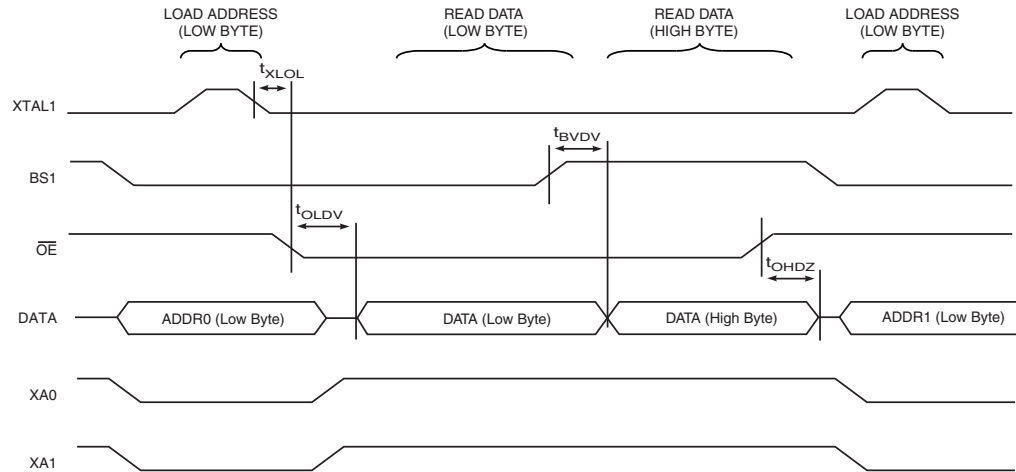 LOAD ADDRESS
(LOW BYTE)
READ DATA
(LOW BYTE)
READ DATA
(HIGH BYTE)
LOAD ADDRESS
(LOW BYTE)
tXLOL
XTAL1
tBVDV
BS1
tOLDV
OE
tOHDZ
DATA
ADDR0 (Low Byte)
DATA (Low Byte)
DATA (High Byte)
ADDR1 (Low Byte)
XA0
XA1